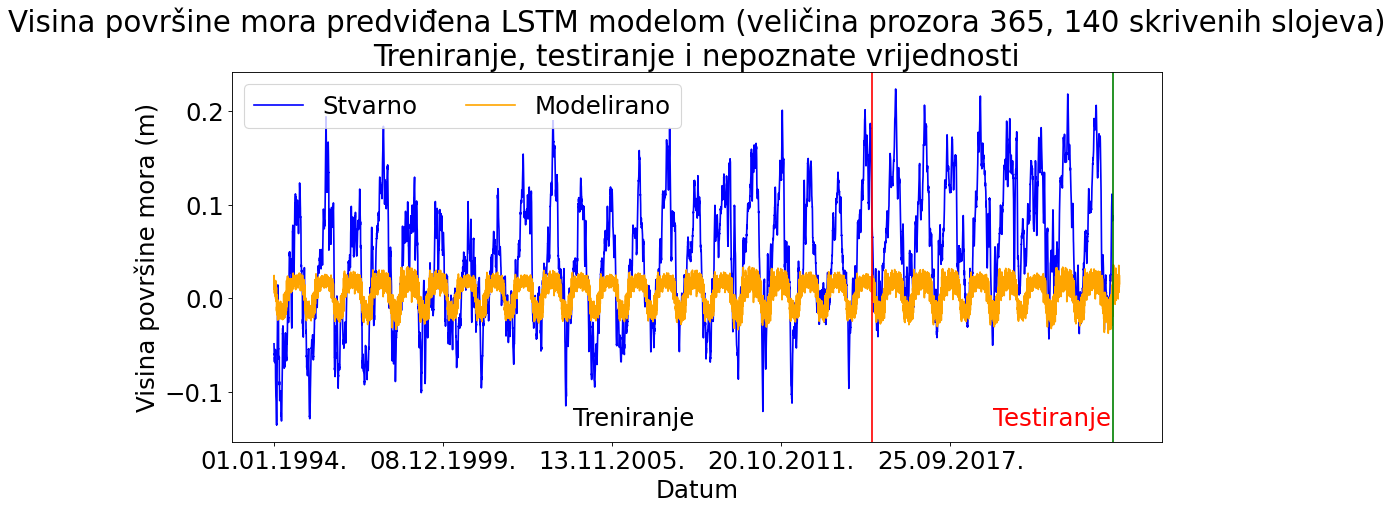 Visina površine mora predviđena LSTM modelom (veličina prozora 365, 140 skrivenih slojeva)
Treniranje, testiranje i nepoznate vrijednosti
Stvarno Modelirano
Visina površine mora (m)
0.2
0.1
0.0
−0.1
Treniranje
Testiranje
01.01.1994. 08.12.1999. 13.11.2005. 20.10.2011. 25.09.2017.
Datum